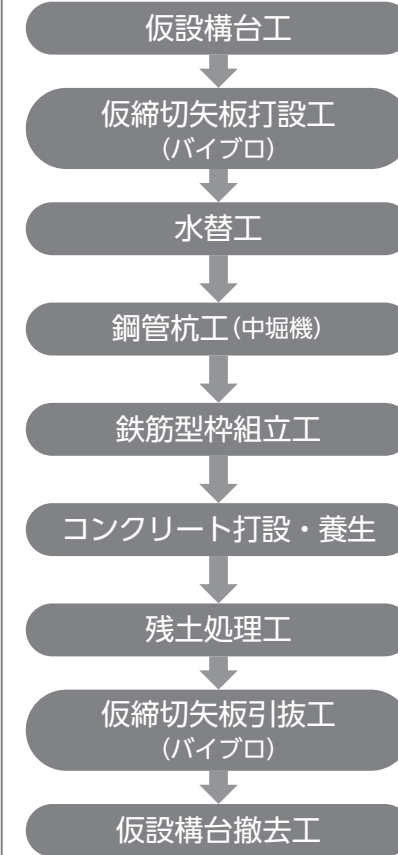 仮設構台工
仮締切矢板打設工
(バイブロ)
水替工
鋼管杭工(中堀機)
鉄筋型枠組立工
コンクリート打設・養生
残土処理工
仮締切矢板引抜工
(バイブロ)
仮設構台撤去工